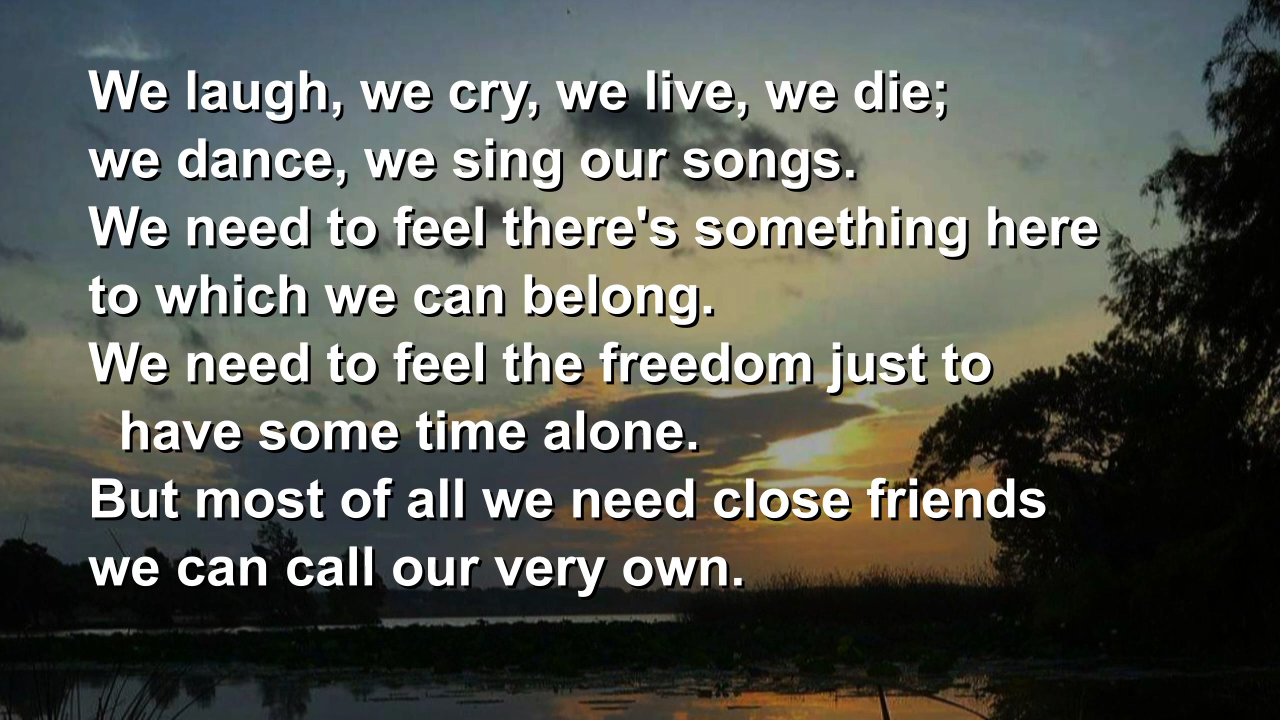 We laugh, we cry, we live, we die;
we dance, we sing our songs.
We need to feel there's something here
to which we can belong.
We need to feel the freedom just to
have some time alone.
But most of all we need close friends
we can call our very own.